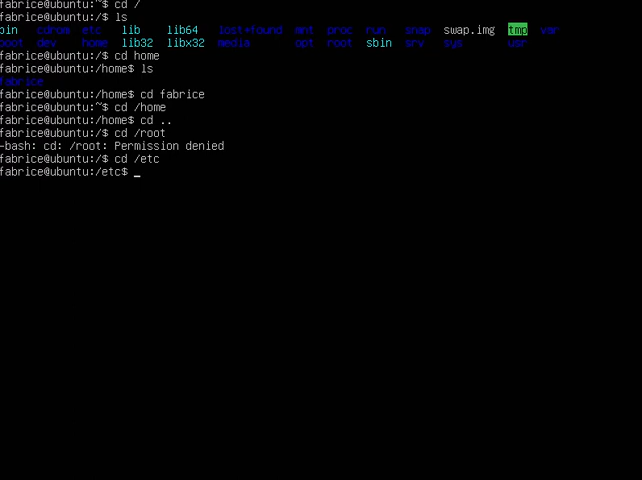 fabrice@ubuntu:~$ cd /
fabrice@ubuntu:/$ ls
bin cdrom etc lib lib64 lost+found mnt proc run snap swap.img tmp var
boot dev home lib32 libx32 media opt root sbin srv sys usr
fabrice@ubuntu:/$ cd home
fabrice@ubuntu:/home$ ls
fabrice
fabrice@ubuntu:/home$ cd fabrice
fabrice@ubuntu:~$ cd /home
fabrice@ubuntu:/home$ cd ..
fabrice@ubuntu:/$ cd /root
-bash: cd: /root: Permission denied
fabrice@ubuntu:/$ cd /etc
fabrice@ubuntu:/etc$ _